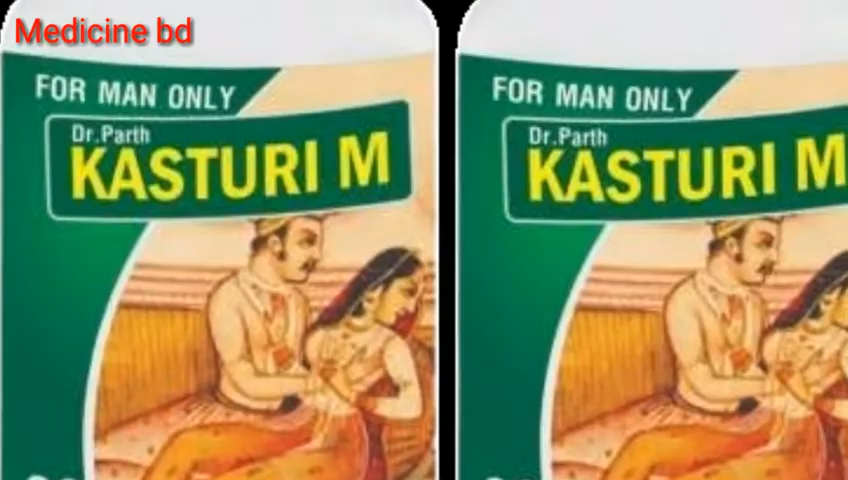 Medicine bd
FOR MAN ONLY
Dr.Parth
KASTURI M
FOR MAN ONLY
Dr.Parth
KASTURI M